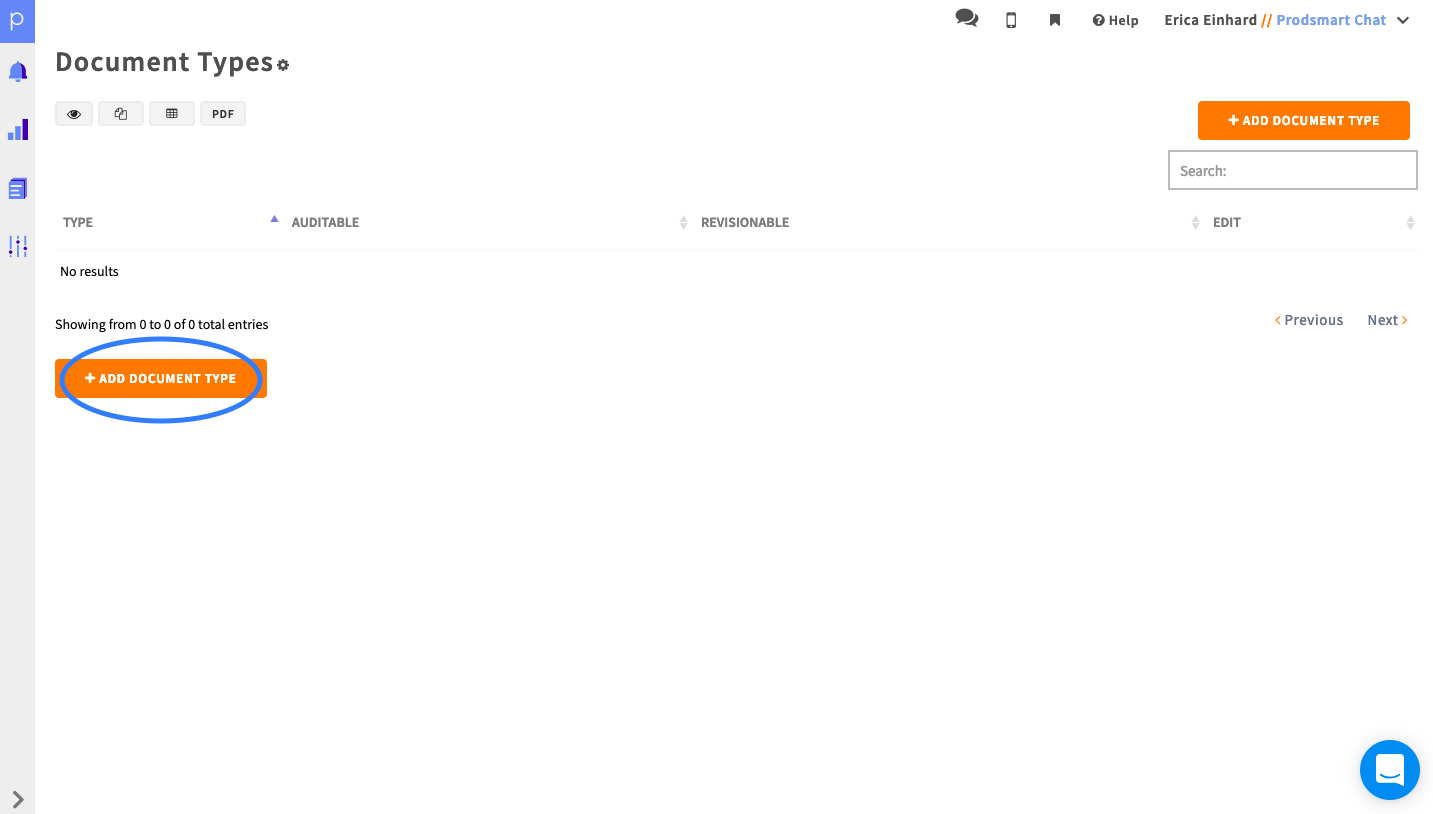 p
Help
Erica Einhard // Prodsmart Chat
Document Types
PDF
+ ADD DOCUMENT TYPE
Search:
TYPE AUDITABLE REVISIONABLE EDIT
No results
Showing from 0 to 0 of 0 total entries
Previous Next
+ ADD DOCUMENT TYPE